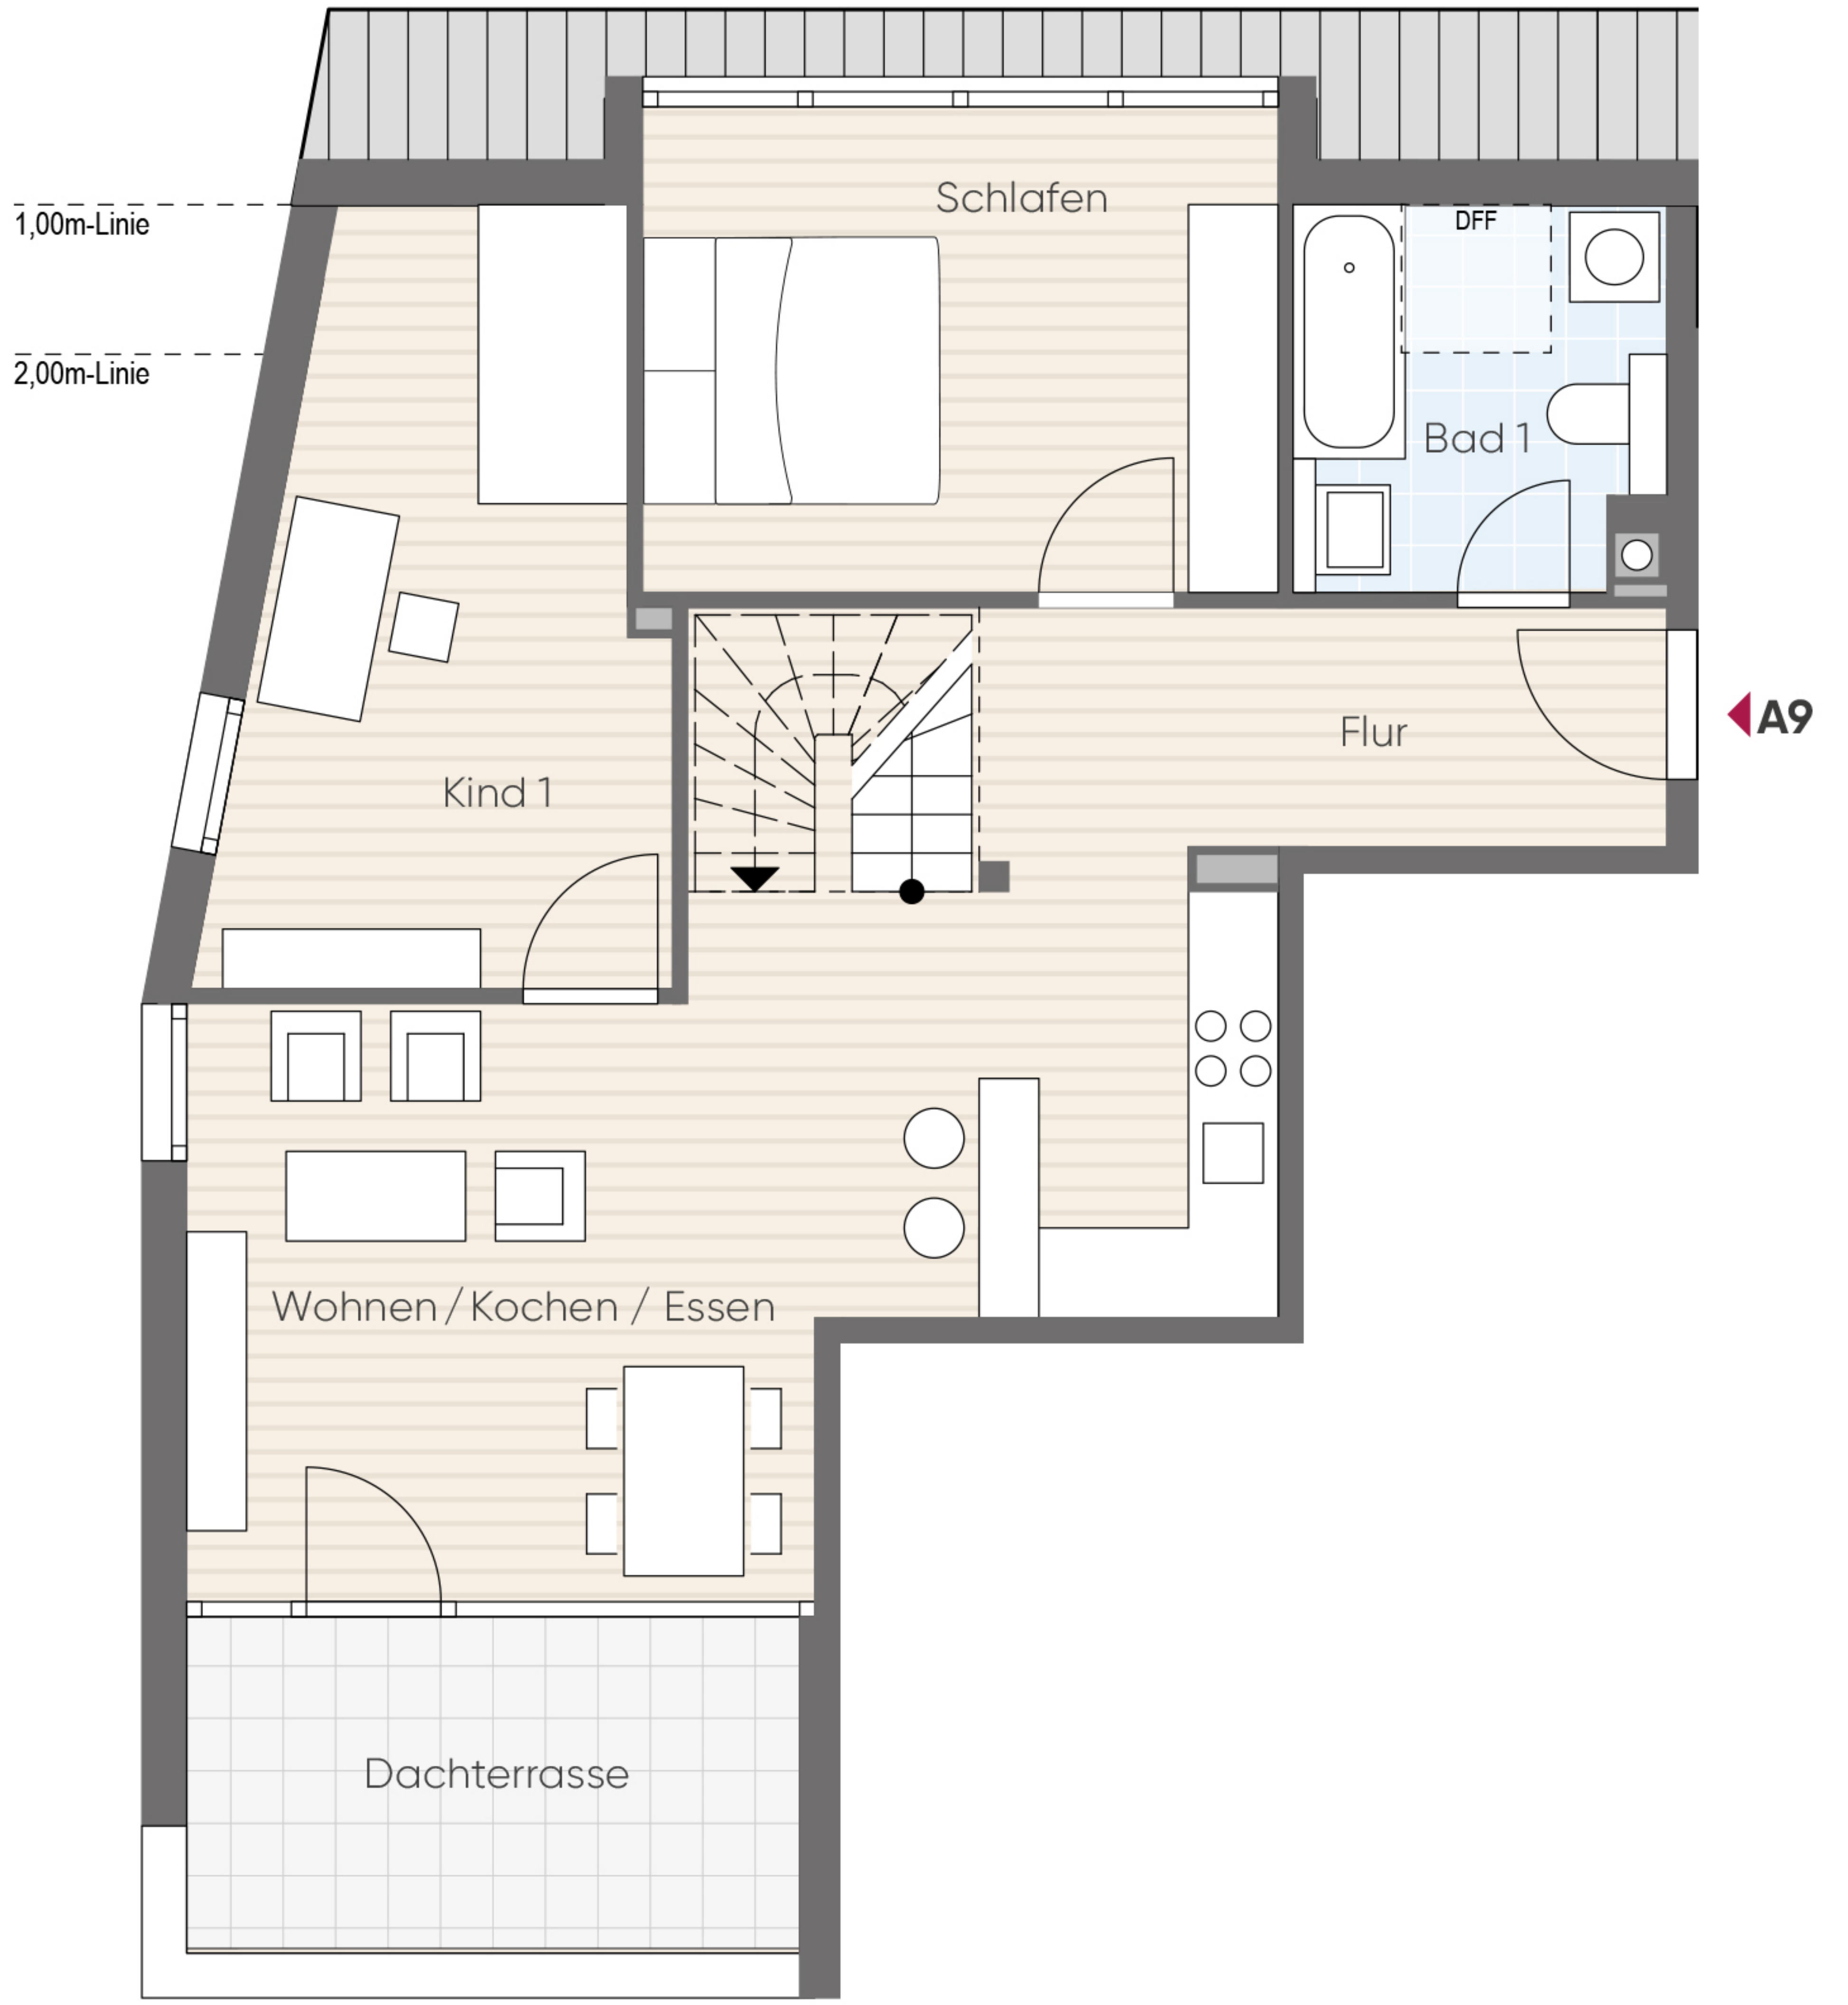 Schlafen
1,00m-Linie
DFF
2,00m-Linie
Bad 1
A9
Flur
Kind 1
Wohnen / Kochen / Essen
Dachterrasse